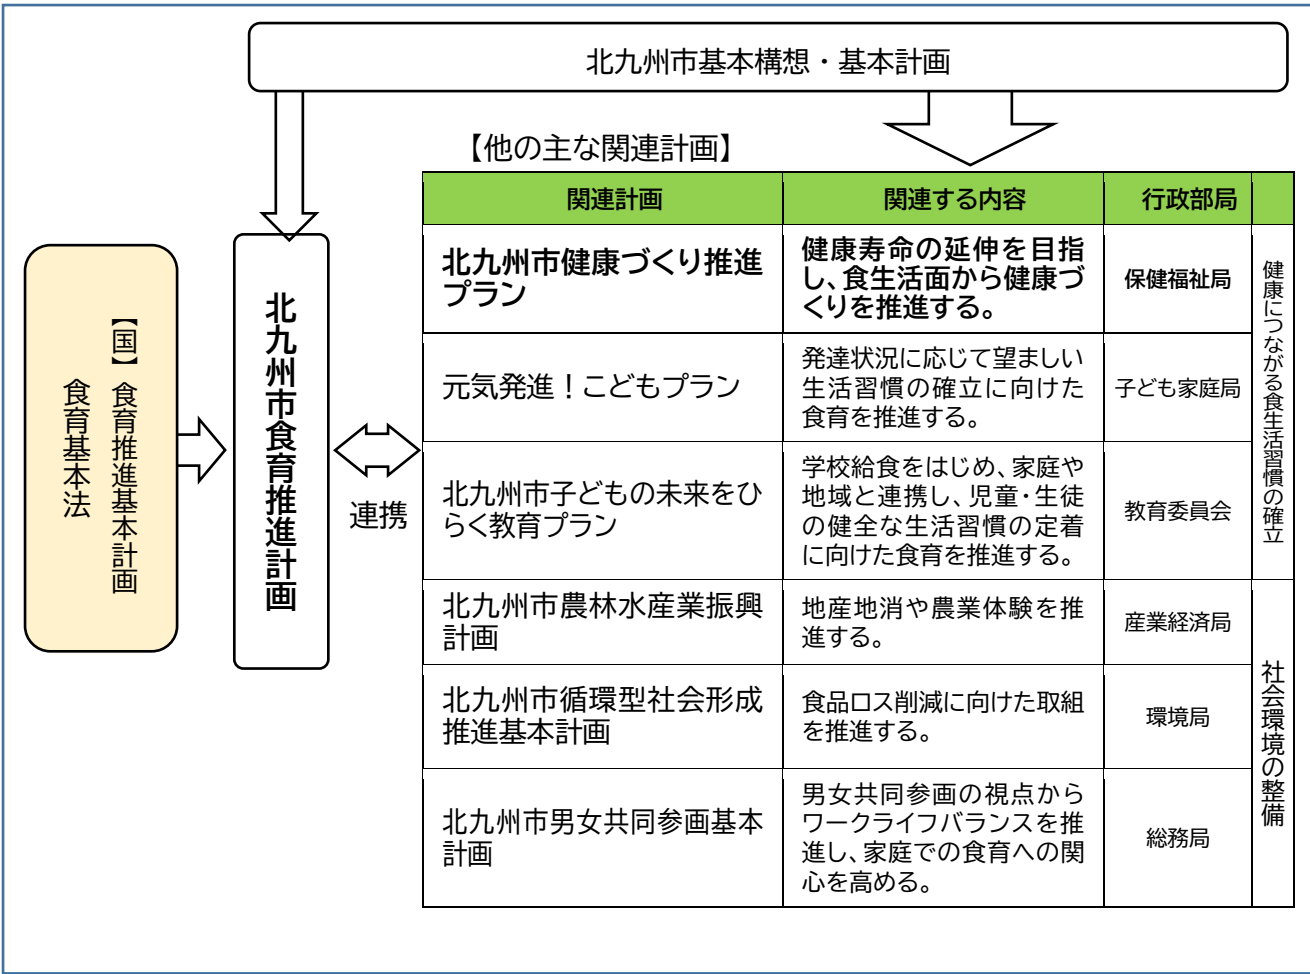 北九州市基本構想・基本計画
【他の主な関連計画】
関連計画
関連する内容
行政部局
北九州市健康づくり推進
プラン
健康寿命の延伸を目指
し、食生活面から健康づ
くりを推進する。
保健福祉局
元気発進！こどもプラン
発達状況に応じて望ましい
生活習慣の確立に向けた
食育を推進する。
子ども家庭局
北九州市子どもの未来をひ
らく教育プラン
学校給食をはじめ、家庭や
地域と連携し、児童・生徒
の健全な生活習慣の定着
に向けた食育を推進する。
教育委員会
健康につながる食生活習慣の確立
北九州市農林水産業振興
計画
地産地消や農業体験を推
進する。
産業経済局
北九州市循環型社会形成
推進基本計画
食品ロス削減に向けた取組
を推進する。
環境局
北九州市男女共同参画基本
計画
男女共同参画の視点から
ワークライフバランスを推
進し、家庭での食育への関
心を高める。
総務局
社会環境の整備
連携
北九州市食育推進計画
【国】食育推進基本計画
食育基本法